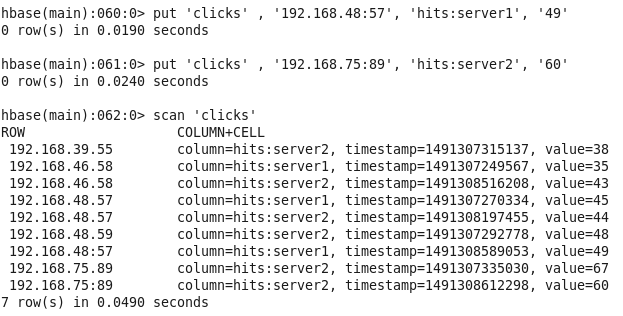 hbase(main):060:0> put 'clicks' , '192.168.48:57', 'hits:server1', '49'
0 row(s) in 0.0190 seconds
hbase(main):061:0> put 'clicks' , '192.168.75:89', 'hits:server2', '60'
0 row(s) in 0.0240 seconds
hbase(main):062:0> scan 'clicks'
ROW COLUMN+CELL
192.168.39.55 column=hits:server2, timestamp=1491307315137, value=38
192.168.46.58 column=hits:server1, timestamp=1491307249567, value=35
192.168.46.58 column=hits:server2, timestamp=1491308516208, value=43
192.168.48.57 column=hits:server1, timestamp=1491307270334, value=45
192.168.48.57 column=hits:server2, timestamp=1491308197455, value=44
192.168.48.59 column=hits:server2, timestamp=1491307292778, value=48
192.168.48:57 column=hits:server1, timestamp=1491308589053, value=49
192.168.75.89 column=hits:server2, timestamp=1491307335030, value=67
192.168.75:89 column=hits:server2, timestamp=1491308612298, value=60
7 row(s) in 0.0490 seconds